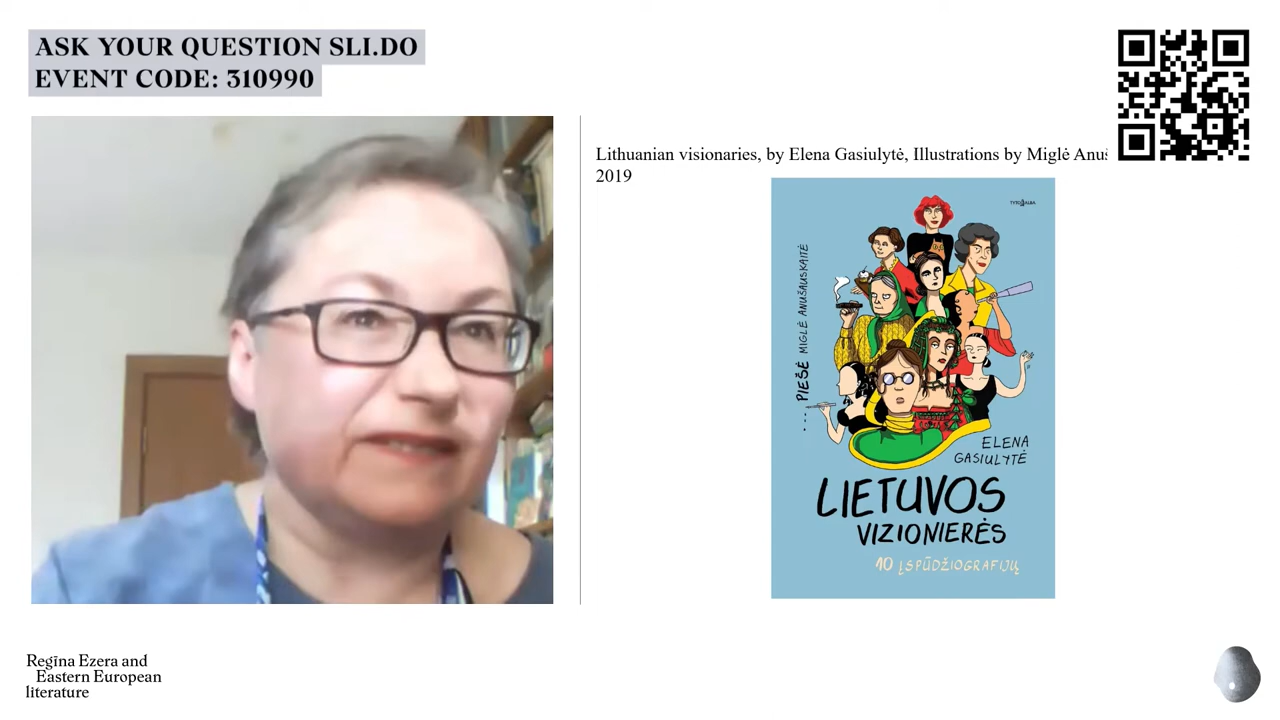 ASK YOUR QUESTION SLI.DO
EVENT CODE: 310990
Lithuanian visionaries, by Elena Gasiulytė, Illustrations by Miglė Anuš
2019
TYTO ALBA
... PIEŠĖ MIGLĖ ANUŠAUSKAITĖ
ELENA
GASIULYTĖ
LIETUVOS
VIZIONIERĖS
10 ĮSPŪDŽIOGRAFIJŲ
Regīna Ezera and
Eastern European
literature